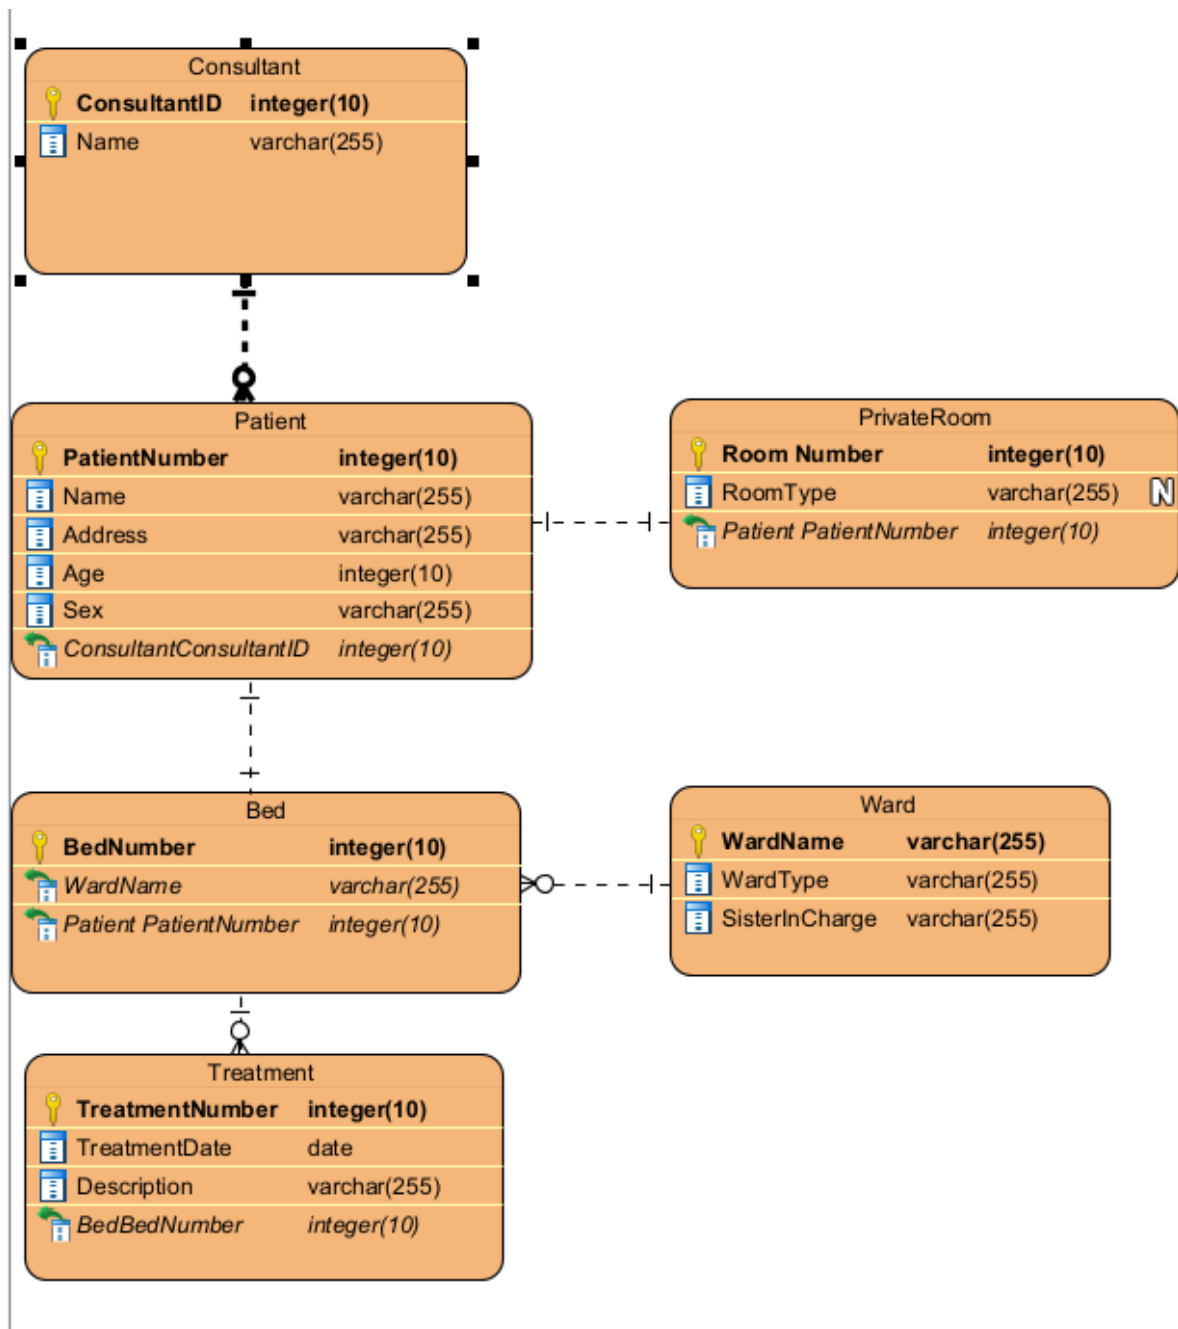 Consultant
ConsultantID integer(10)
Name varchar(255)
Patient
PatientNumber integer(10)
Name varchar(255)
Address varchar(255)
Age integer(10)
Sex varchar(255)
ConsultantConsultantID integer(10)
PrivateRoom
Room Number integer(10)
RoomType varchar(255) N
Patient PatientNumber integer(10)
Bed
BedNumber integer(10)
WardName varchar(255)
Patient PatientNumber integer(10)
Ward
WardName varchar(255)
WardType varchar(255)
SisterInCharge varchar(255)
Treatment
TreatmentNumber integer(10)
TreatmentDate date
Description varchar(255)
BedBedNumber integer(10)